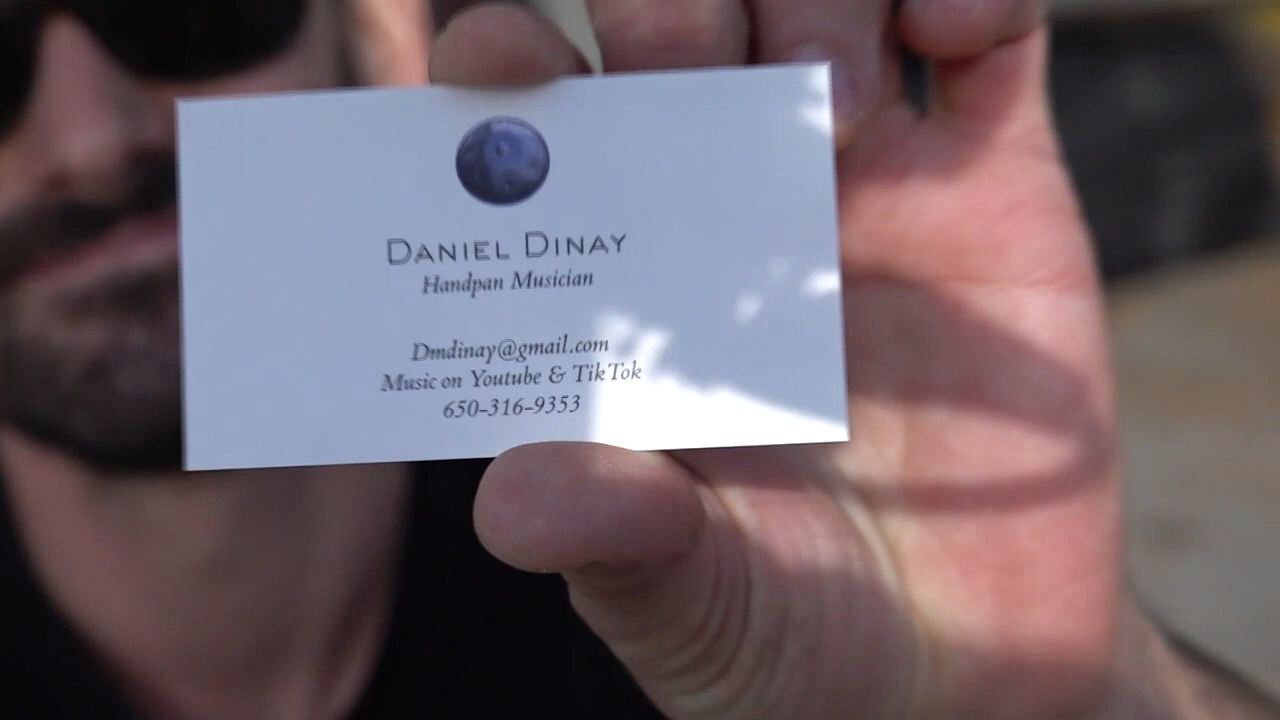 Daniel Dinay
Handpan Musician
Dmdinay@gmail.com
Music on Youtube & TikTok
650-316-9353